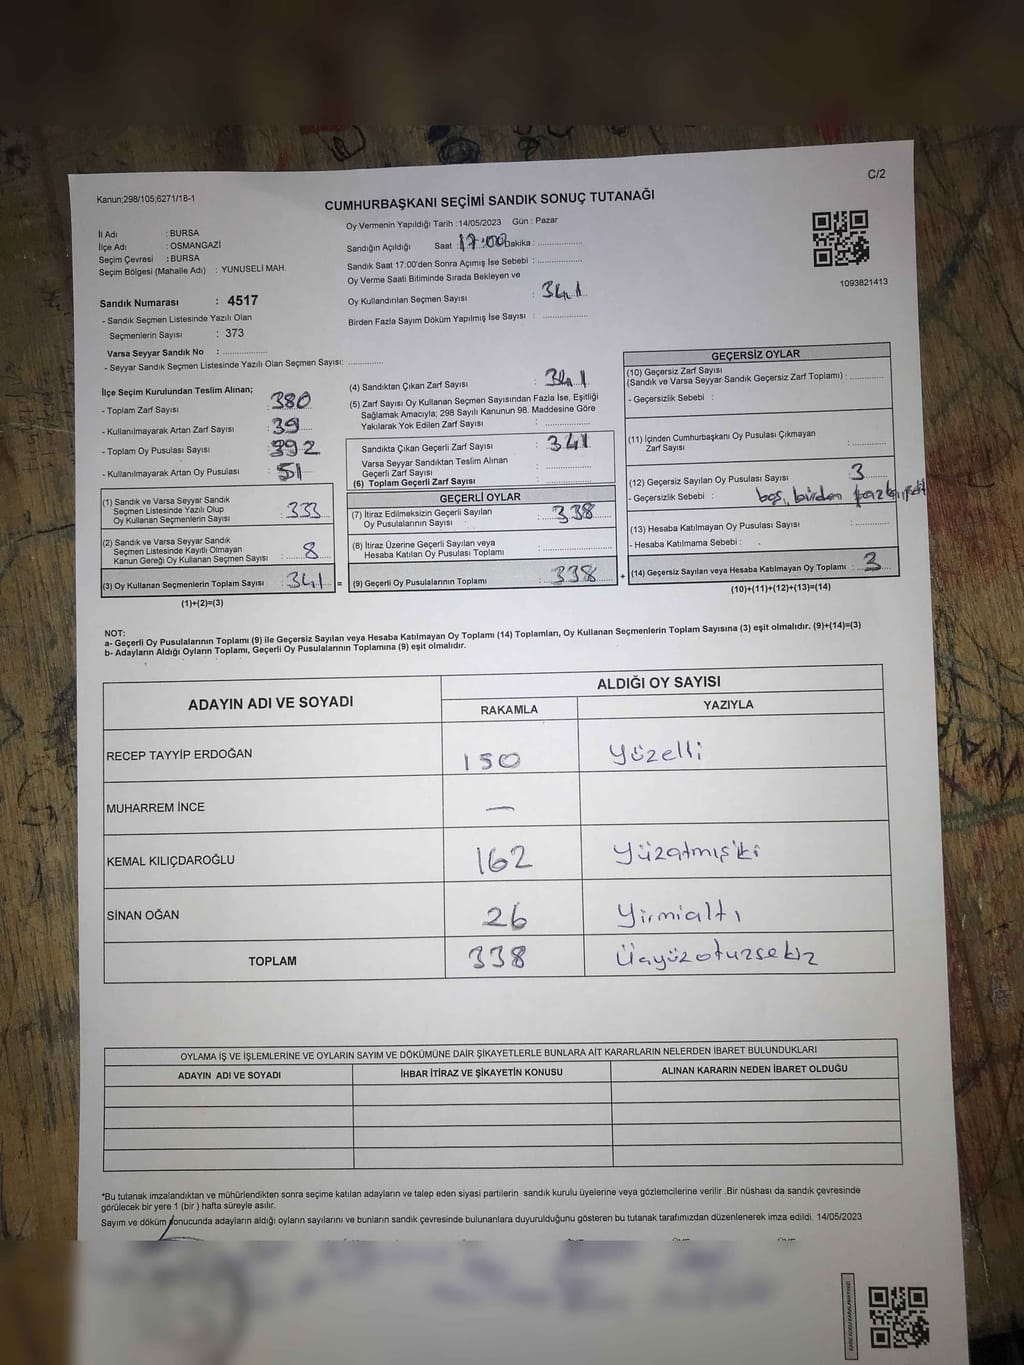 C/2
Kanun;298/105;6271/18-1
CUMHURBAŞKANI SEÇİMİ SANDIK SONUÇ TUTANAĞI
İl Adı : BURSA
İlçe Adı : OSMANGAZİ
Seçim Çevresi : BURSA
Seçim Bölgesi (Mahalle Adı) : YUNUSELİ MAH.
Sandık Numarası : 4517
- Sandık Seçmen Listesinde Yazılı Olan
Seçmenlerin Sayısı : 373
Varsa Seyyar Sandık No : ....................
- Seyyar Sandık Seçmen Listesinde Yazılı Olan Seçmen Sayısı: ...............
Oy Vermenin Yapıldığı Tarih :14/05/2023 Gün : Pazar
Sandığın Açıldığı Saat 17:00 Dakika : ....................
Sandık Saat 17.00'den Sonra Açımış İse Sebebi : ....................
Oy Verme Saati Bitiminde Sırada Bekleyen ve
Oy Kullandırılan Seçmen Sayısı : 341
Birden Fazla Sayım Döküm Yapılmış İse Sayısı : ....................
1093821413
İlçe Seçim Kurulundan Teslim Alınan;
- Toplam Zarf Sayısı : 380
- Kullanılmayarak Artan Zarf Sayısı : 39
- Toplam Oy Pusulası Sayısı : 392
- Kullanılmayarak Artan Oy Pusulası : 51
(1) Sandık ve Varsa Seyyar Sandık
Seçmen Listesinde Yazılı Olup
Oy Kullanan Seçmenlerin Sayısı : 333
(2) Sandık ve Varsa Seyyar Sandık
Seçmen Listesinde Kayıtlı Olmayan
Kanun Gereği Oy Kullanan Seçmen Sayısı : 8
(3) Oy Kullanan Seçmenlerin Toplam Sayısı : 341 =
(1)+(2)=(3)
(4) Sandıktan Çıkan Zarf Sayısı : 341
(5) Zarf Sayısı Oy Kullanan Seçmen Sayısından Fazla İse, Eşitliği
Sağlamak Amacıyla; 298 Sayılı Kanunun 98. Maddesine Göre
Yakılarak Yok Edilen Zarf Sayısı : ....................
Sandıkta Çıkan Geçerli Zarf Sayısı : 341
Varsa Seyyar Sandıktan Teslim Alınan
Geçerli Zarf Sayısı : ....................
(6) Toplam Geçerli Zarf Sayısı : ....................
GEÇERLİ OYLAR
(7) İtiraz Edilmeksizin Geçerli Sayılan
Oy Pusulalarının Sayısı : 338
(8) İtiraz Üzerine Geçerli Sayılan veya
Hesaba Katılan Oy Pusulası Toplamı : ....................
(9) Geçerli Oy Pusulalarının Toplamı : 338 +
GEÇERSİZ OYLAR
(10) Geçersiz Zarf Sayısı
(Sandık ve Varsa Seyyar Sandık Geçersiz Zarf Toplamı) : ...............
- Geçersizlik Sebebi :
(11) İçinden Cumhurbaşkanı Oy Pusulası Çıkmayan
Zarf Sayısı : ...............
(12) Geçersiz Sayılan Oy Pusulası Sayısı : 3
- Geçersizlik Sebebi : boş, birden fazla
(13) Hesaba Katılmayan Oy Pusulası Sayısı : ...............
- Hesaba Katılmama Sebebi :
(14) Geçersiz Sayılan veya Hesaba Katılmayan Oy Toplamı : 3
(10)+(11)+(12)+(13)=(14)
NOT:
a- Geçerli Oy Pusulalarının Toplamı (9) ile Geçersiz Sayılan veya Hesaba Katılmayan Oy Toplamı (14) Toplamları, Oy Kullanan Seçmenlerin Toplam Sayısına (3) eşit olmalıdır. (9)+(14)=(3)
b- Adayların Aldığı Oyların Toplamı, Geçerli Oy Pusulalarının Toplamına (9) eşit olmalıdır.
ADAYIN ADI VE SOYADI ALDIĞI OY SAYISI
RAKAMLA YAZIYLA
RECEP TAYYİP ERDOĞAN 150 Yüzelli
MUHARREM İNCE —
KEMAL KILIÇDAROĞLU 162 Yüzatmışiki
SİNAN OĞAN 26 Yirmialtı
TOPLAM 338 Üçyüzotuzsekiz
OYLAMA İŞ VE İŞLEMLERİNE VE OYLARIN SAYIM VE DÖKÜMÜNE DAİR ŞİKAYETLERLE BUNLARA AİT KARARLARIN NELERDEN İBARET BULUNDUKLARI
ADAYIN ADI VE SOYADI İHBAR İTİRAZ VE ŞİKAYETİN KONUSU ALINAN KARARIN NEDEN İBARET OLDUĞU
*Bu tutanak imzalandıktan ve mühürlendikten sonra seçime katılan adayların ve talep eden siyasi partilerin sandık kurulu üyelerine veya gözlemcilerine verilir .Bir nüshası da sandık çevresinde
görülecek bir yere 1 (bir ) hafta süreyle asılır.
Sayım ve döküm sonucunda adayların aldığı oyların sayılarını ve bunların sandık çevresinde bulunanlara duyurulduğunu gösteren bu tutanak tarafımızdan düzenlenerek imza edildi. 14/05/2023